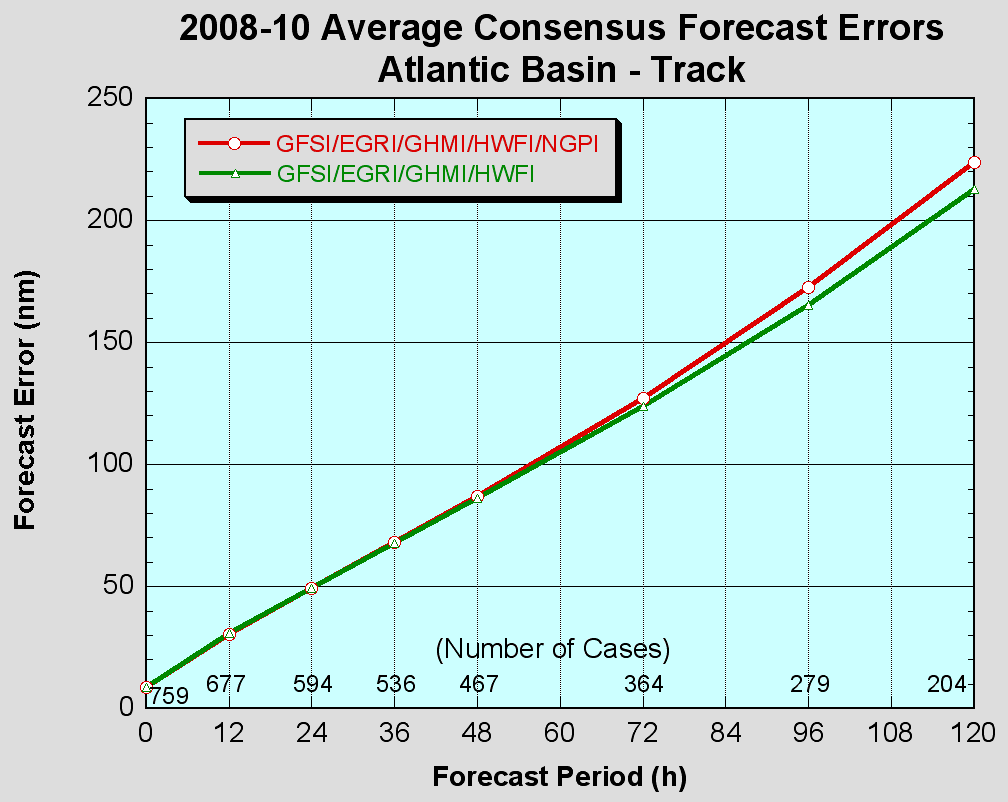 2008-10 Average Consensus Forecast Errors
Atlantic Basin - Track
250
GFSI/EGRI/GHMI/HWFI/NGPI
GFSI/EGRI/GHMI/HWFI
200
150
Forecast Error (nm)
100
50
(Number of Cases)
759 677 594 536 467 364 279 204
0
0 12 24 36 48 60 72 84 96 108 120
Forecast Period (h)